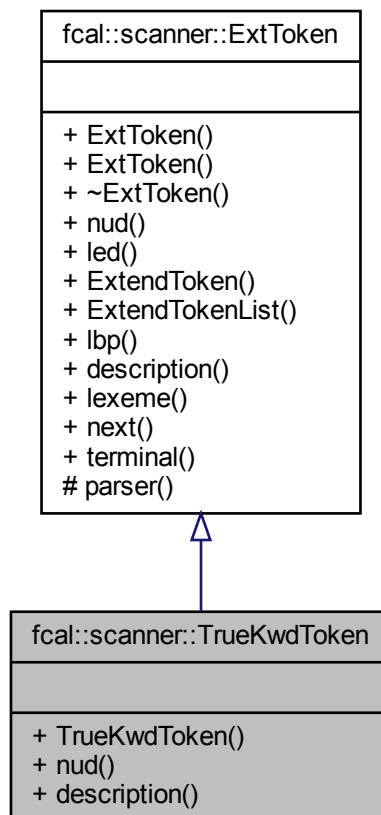 fcal::scanner::ExtToken
+ ExtToken()
+ ExtToken()
+ ~ExtToken()
+ nud()
+ led()
+ ExtendToken()
+ ExtendTokenList()
+ lbp()
+ description()
+ lexeme()
+ next()
+ terminal()
# parser()
fcal::scanner::TrueKwdToken
+ TrueKwdToken()
+ nud()
+ description()